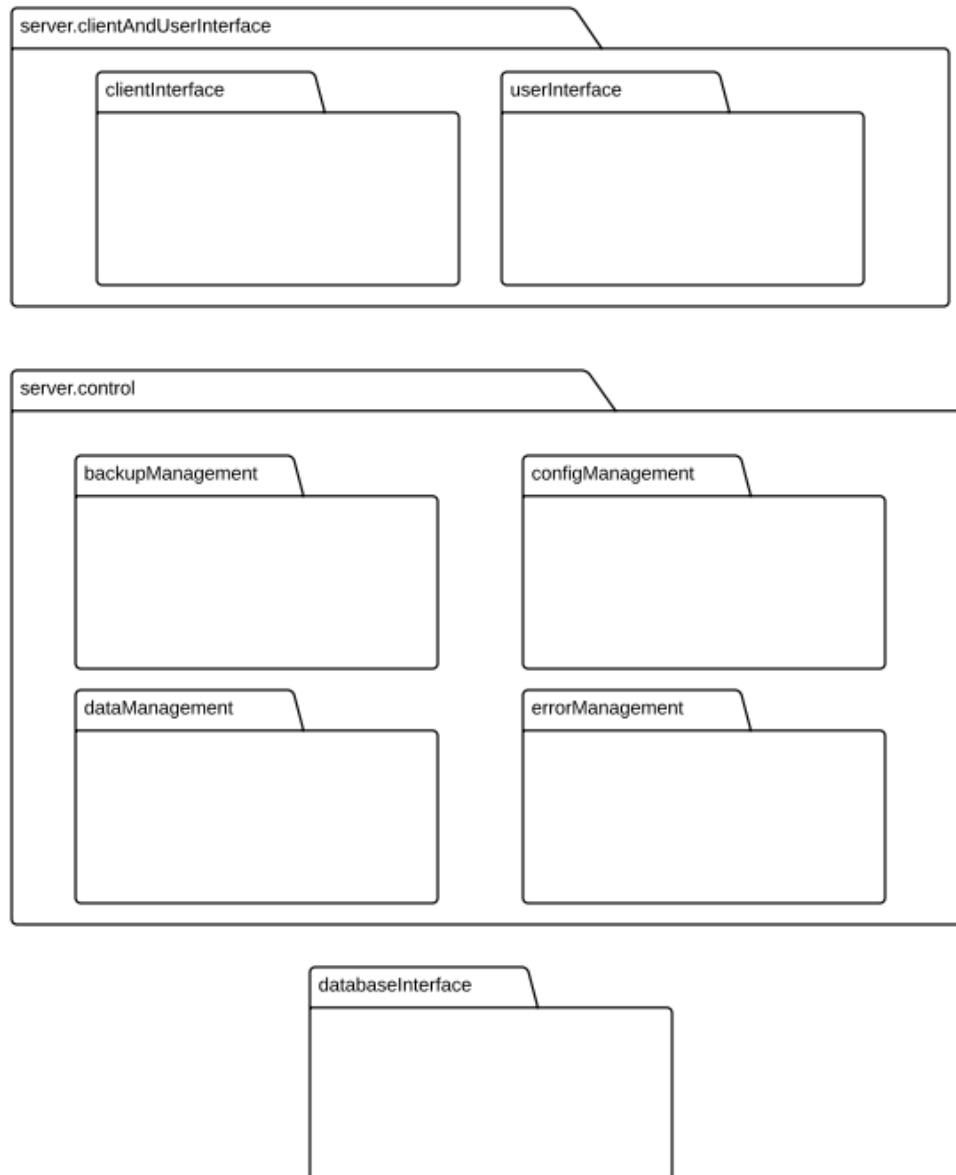 server.clientAndUserInterface
clientInterface
userInterface
server.control
backupManagement
configManagement
dataManagement
errorManagement
databaseInterface